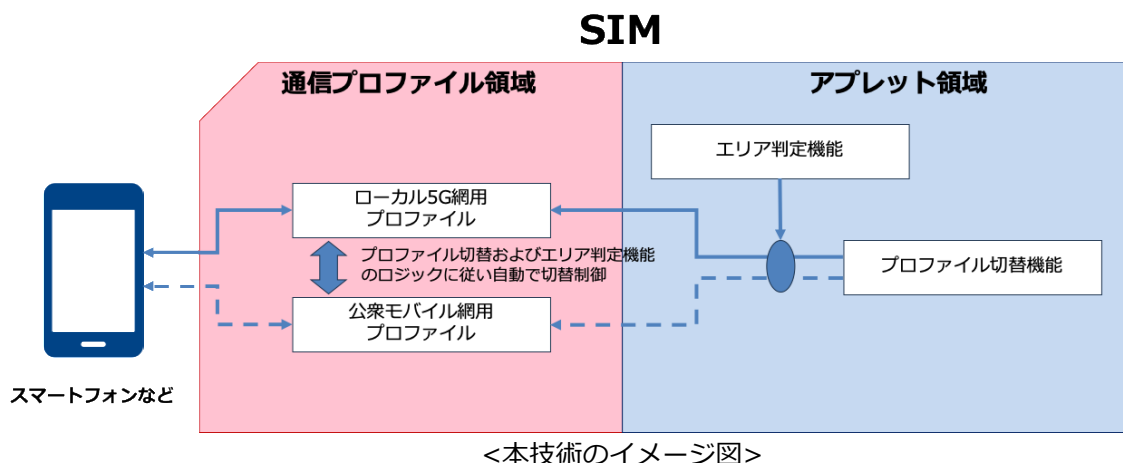 SIM
通信プロファイル領域
アプレット領域
エリア判定機能
ローカル5G網用
プロファイル
プロファイル切替およびエリア判定機能
のロジックに従い自動で切替制御
プロファイル切替機能
公衆モバイル網用
プロファイル
スマートフォンなど
<本技術のイメージ図>